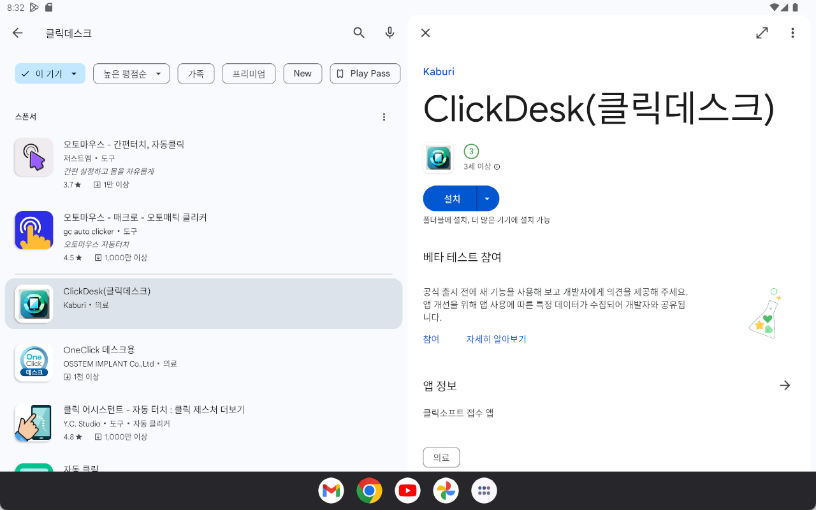 8:32
클릭데스크
이 기기
높은 평점순
가족
프리미엄
New
Play Pass
스폰서
오토마우스 - 간편터치, 자동클릭
저스트엠 • 도구
간편 설정하고 몸을 자유롭게
3.7★ 1만 이상
오토마우스 - 매크로 - 오토매틱 클리커
gc auto clicker • 도구
오토마우스 자동터치
4.5★ 1,000만 이상
ClickDesk(클릭데스크)
Kaburi • 의료
One Click 데스크
OneClick 데스크용
OSSTEM IMPLANT Co.,Ltd • 의료
1천 이상
클릭 어시스턴트 - 자동 터치 : 클릭 제스처 더보기
Y.C. Studio • 도구 • 자동 클리커
4.8★ 1,000만 이상
자동 클릭
Kaburi
ClickDesk(클릭데스크)
3
3세 이상
설치
폴더블에 설치. 더 많은 기기에 설치 가능
베타 테스트 참여
공식 출시 전에 새 기능을 사용해 보고 개발자에게 의견을 제공해 주세요.
앱 개선을 위해 앱 사용에 따른 특정 데이터가 수집되어 개발자와 공유됩
니다.
참여
자세히 알아보기
앱 정보
클릭소프트 접수 앱
의료